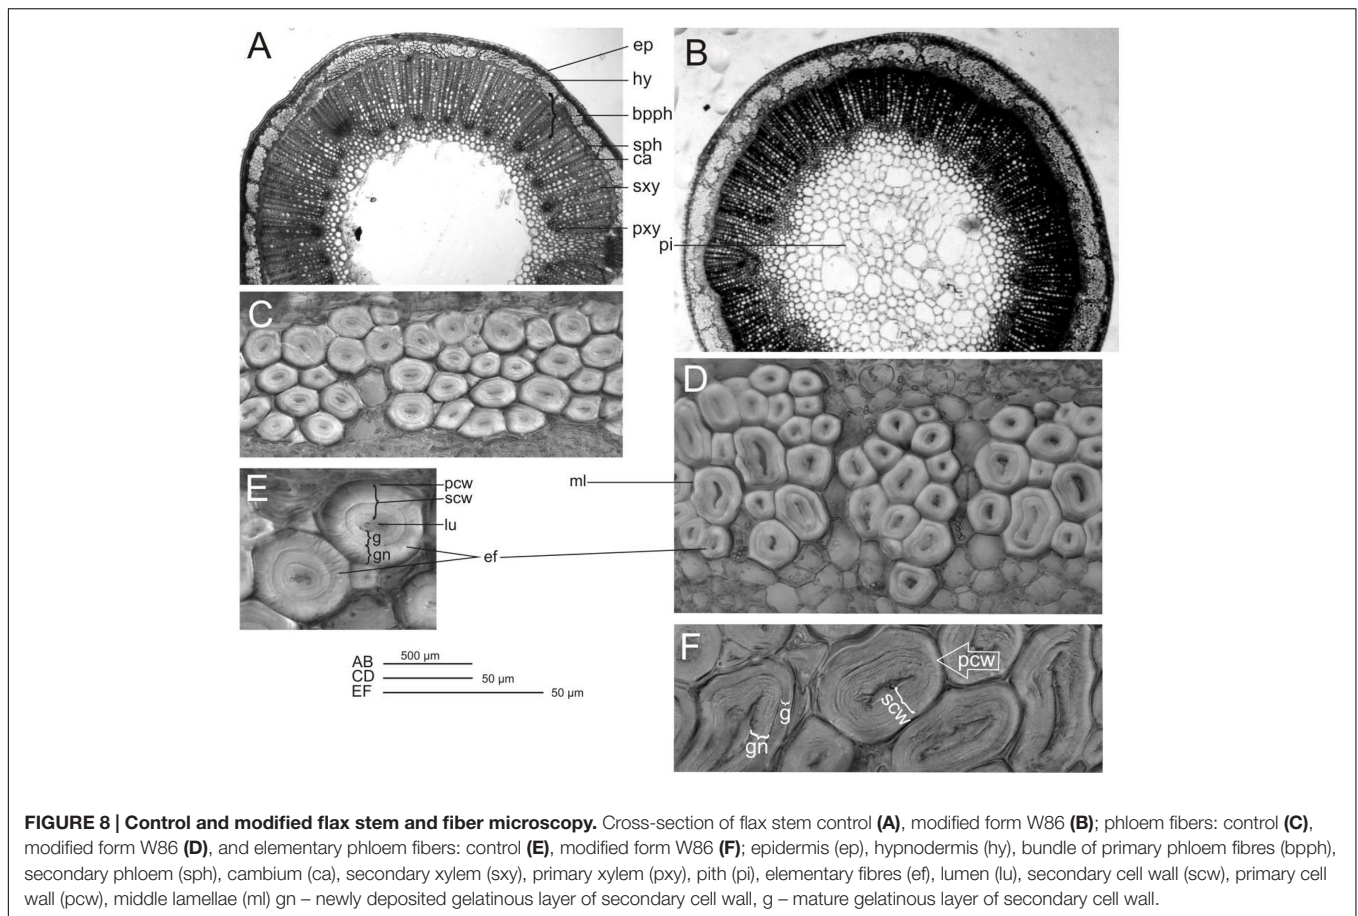 A
B
ep
hy
bpph
sph
ca
sxy
pxy
pi
C
D
E
pcw
scw
lu
g
gn
ef
ml
F
pcw
scw
g
gn
AB 500 µm
CD 50 µm
EF 50 µm
FIGURE 8 | Control and modified flax stem and fiber microscopy. Cross-section of flax stem control (A), modified form W86 (B); phloem fibers: control (C),
modified form W86 (D), and elementary phloem fibers: control (E), modified form W86 (F); epidermis (ep), hypnodermis (hy), bundle of primary phloem fibres (bpph),
secondary phloem (sph), cambium (ca), secondary xylem (sxy), primary xylem (pxy), pith (pi), elementary fibres (ef), lumen (lu), secondary cell wall (scw), primary cell
wall (pcw), middle lamellae (ml) gn – newly deposited gelatinous layer of secondary cell wall, g – mature gelatinous layer of secondary cell wall.